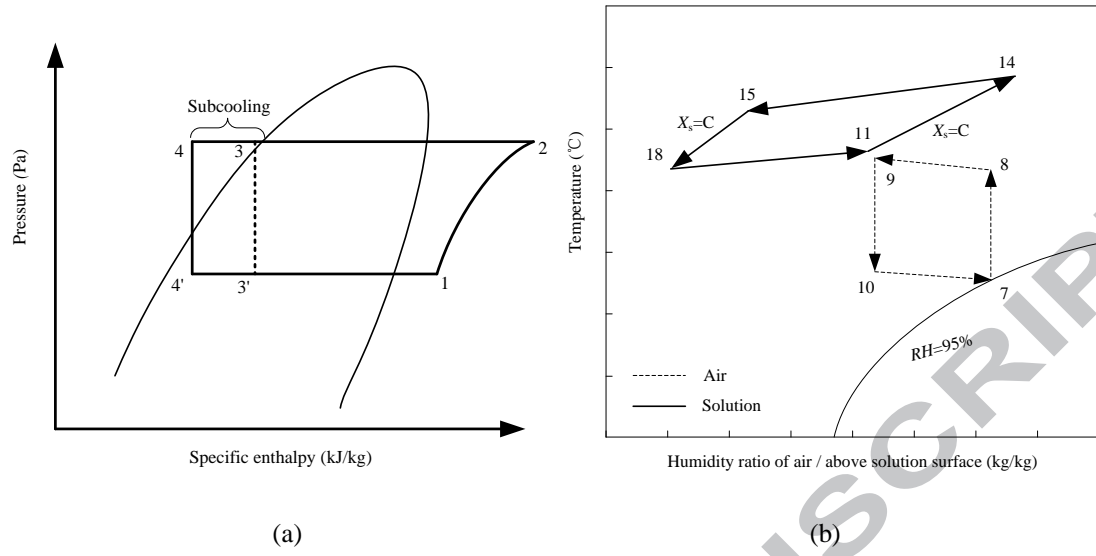 Subcooling
4
3
2
4'
3'
1
Pressure (Pa)
Specific enthalpy (kJ/kg)
(a)
14
15
Xs=C
11
Xs=C
18
9
8
10
7
RH=95%
Air
Solution
Temperature (℃)
Humidity ratio of air / above solution surface (kg/kg)
(b)